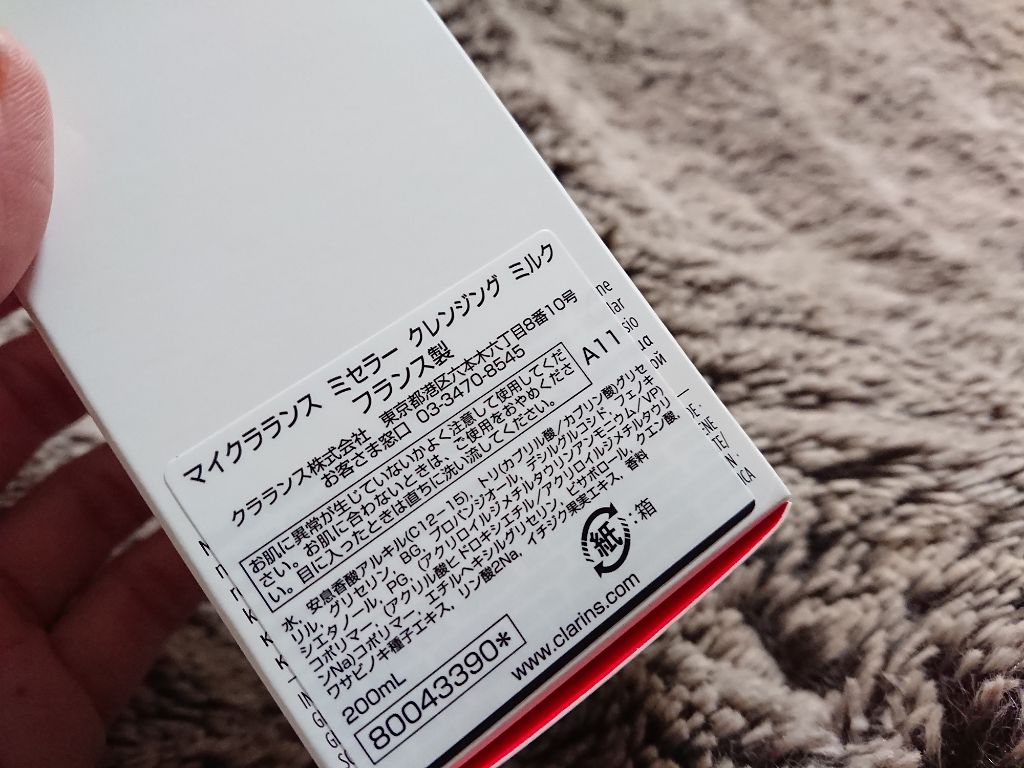 マイクラランス ミセラー クレンジング ミルク
フランス製
クラランス株式会社 東京都港区六本木六丁目8番10号
お客さま窓口 03-3470-8545
お肌に異常が生じていないかよく注意して使用してくだ
さい。お肌に合わないときは、ご使用をおやめくださ
い。目に入ったときは直ちに洗い流してください。
A11
水、安息香酸アルキル(C12-15)、トリ(カプリル酸/カプリン酸)グリセ
リル、グリセリン、BG、プロパンジオール、デシルグルコシド、フェノキ
シエタノール、PG、(アクリロイルジメチルタウリンアンモニウム/VP)
コポリマー、(アクリル酸ヒドロキシエチル/アクリロイルジメチルタウリ
ンNa)コポリマー、エチルヘキシルグリセリン、ビサボロール、クエン酸
ワサビノキ種子エキス、リン酸2Na、イチジク果実エキス、香料
200mL
紙 :箱
80043390*
www.clarins.com